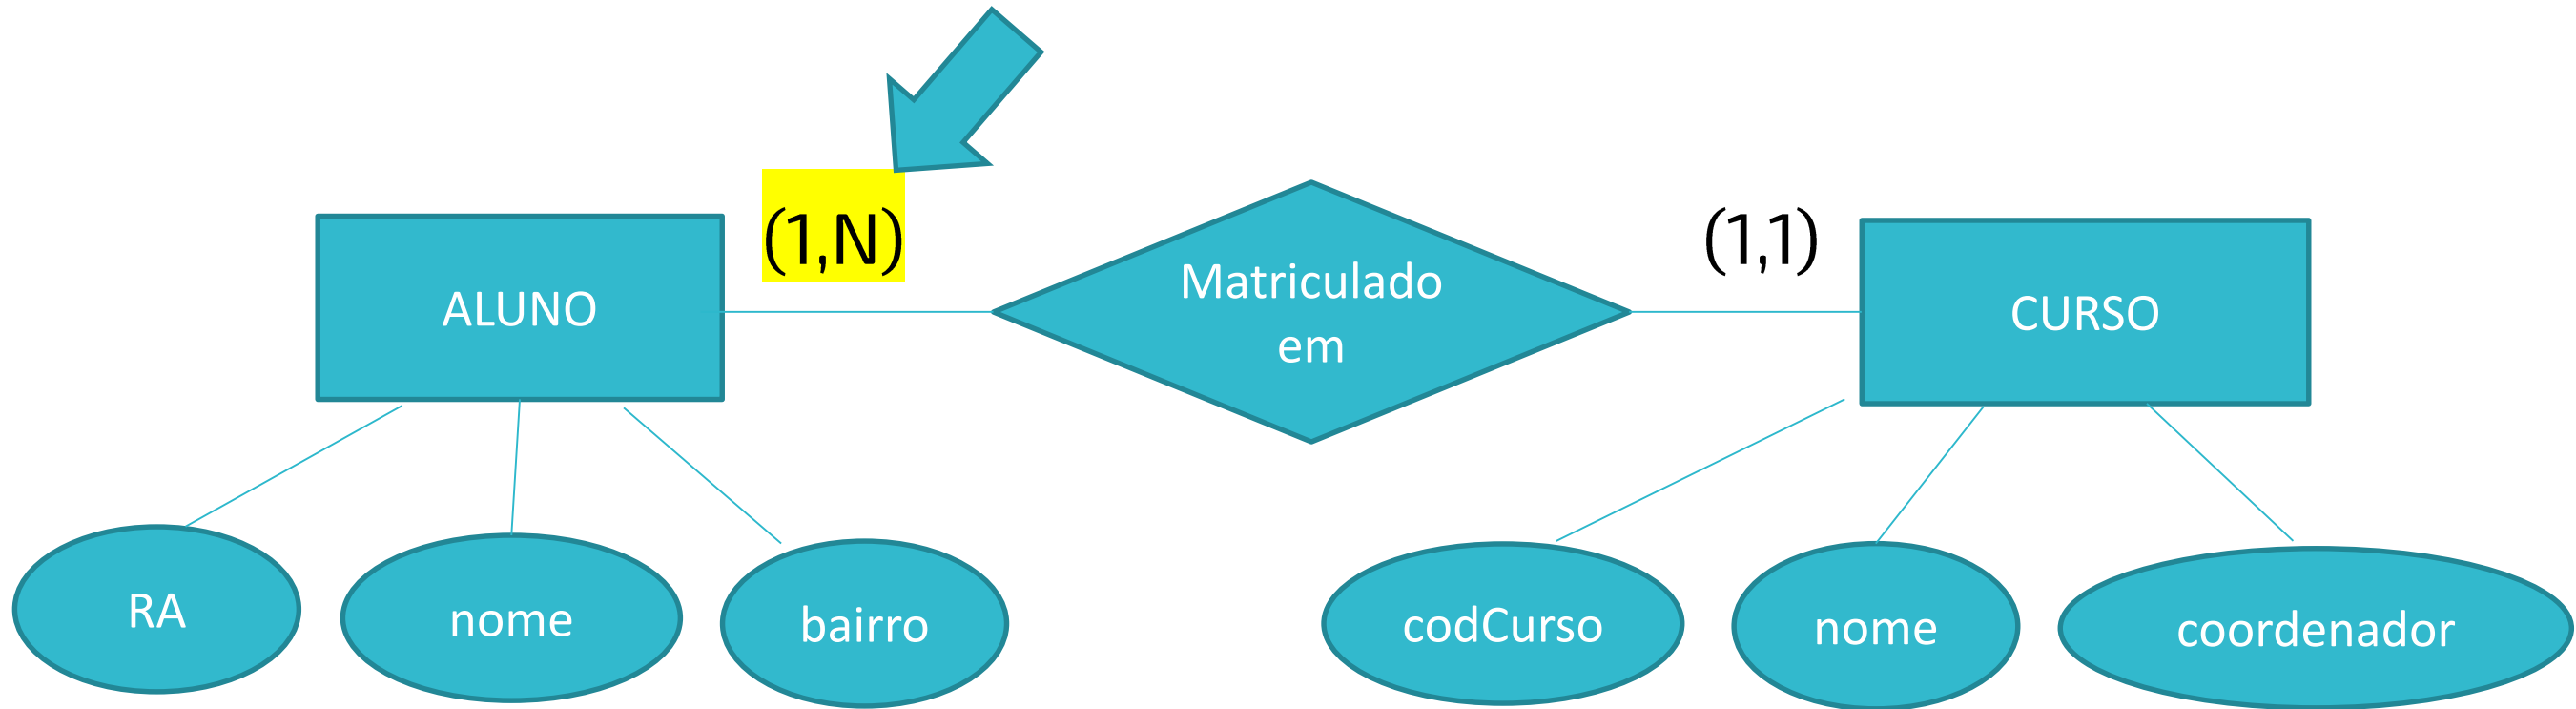 (1,N)
(1,1)
ALUNO
Matriculado
em
CURSO
RA
nome
bairro
codCurso
nome
coordenador